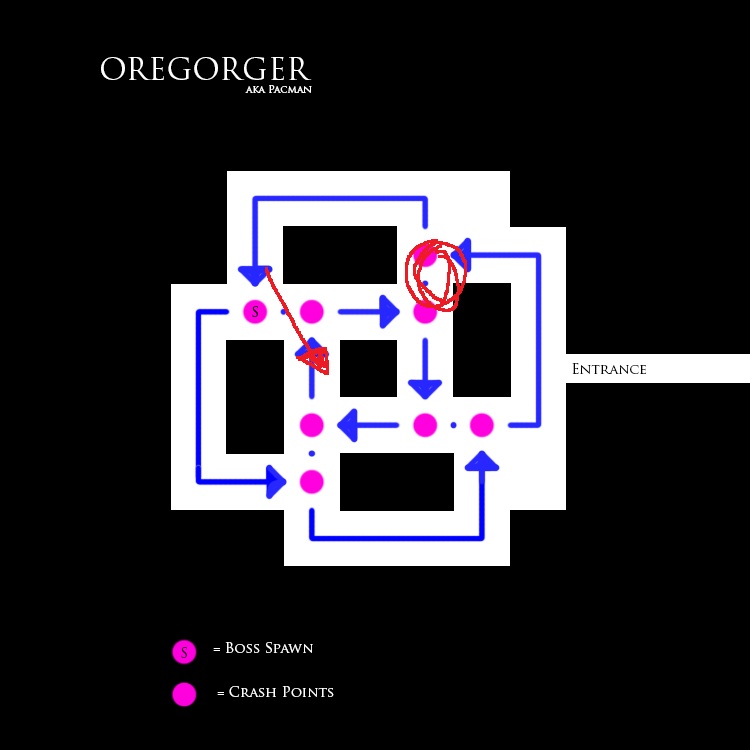 OREGORGER
AKA PACMAN
S
ENTRANCE
S = BOSS SPAWN
= CRASH POINTS